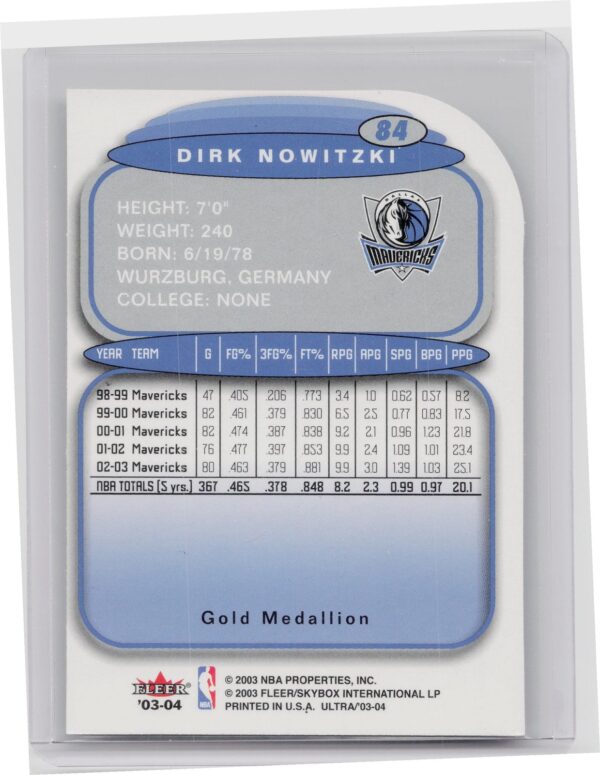 84
DIRK NOWITZKI
HEIGHT: 7'0"
WEIGHT: 240
BORN: 6/19/78
WURZBURG, GERMANY
COLLEGE: NONE
DALLAS
MAVERICKS
YEAR TEAM G FG% 3FG% FT% RPG APG SPG BPG PPG
98-99 Mavericks 47 .405 .206 .773 3.4 1.0 0.62 0.57 8.2
99-00 Mavericks 82 .461 .379 .830 6.5 2.5 0.77 0.83 17.5
00-01 Mavericks 82 .474 .387 .838 9.2 2.1 0.96 1.23 21.8
01-02 Mavericks 76 .477 .397 .853 9.9 2.4 1.09 1.01 23.4
02-03 Mavericks 80 .463 .379 .881 9.9 3.0 1.39 1.03 25.1
NBA TOTALS (5 yrs.) 367 .465 .378 .848 8.2 2.3 0.99 0.97 20.1
Gold Medallion
FLEER
'03-04
NBA
© 2003 NBA PROPERTIES, INC.
© 2003 FLEER/SKYBOX INTERNATIONAL LP
PRINTED IN U.S.A. ULTRA/'03-04